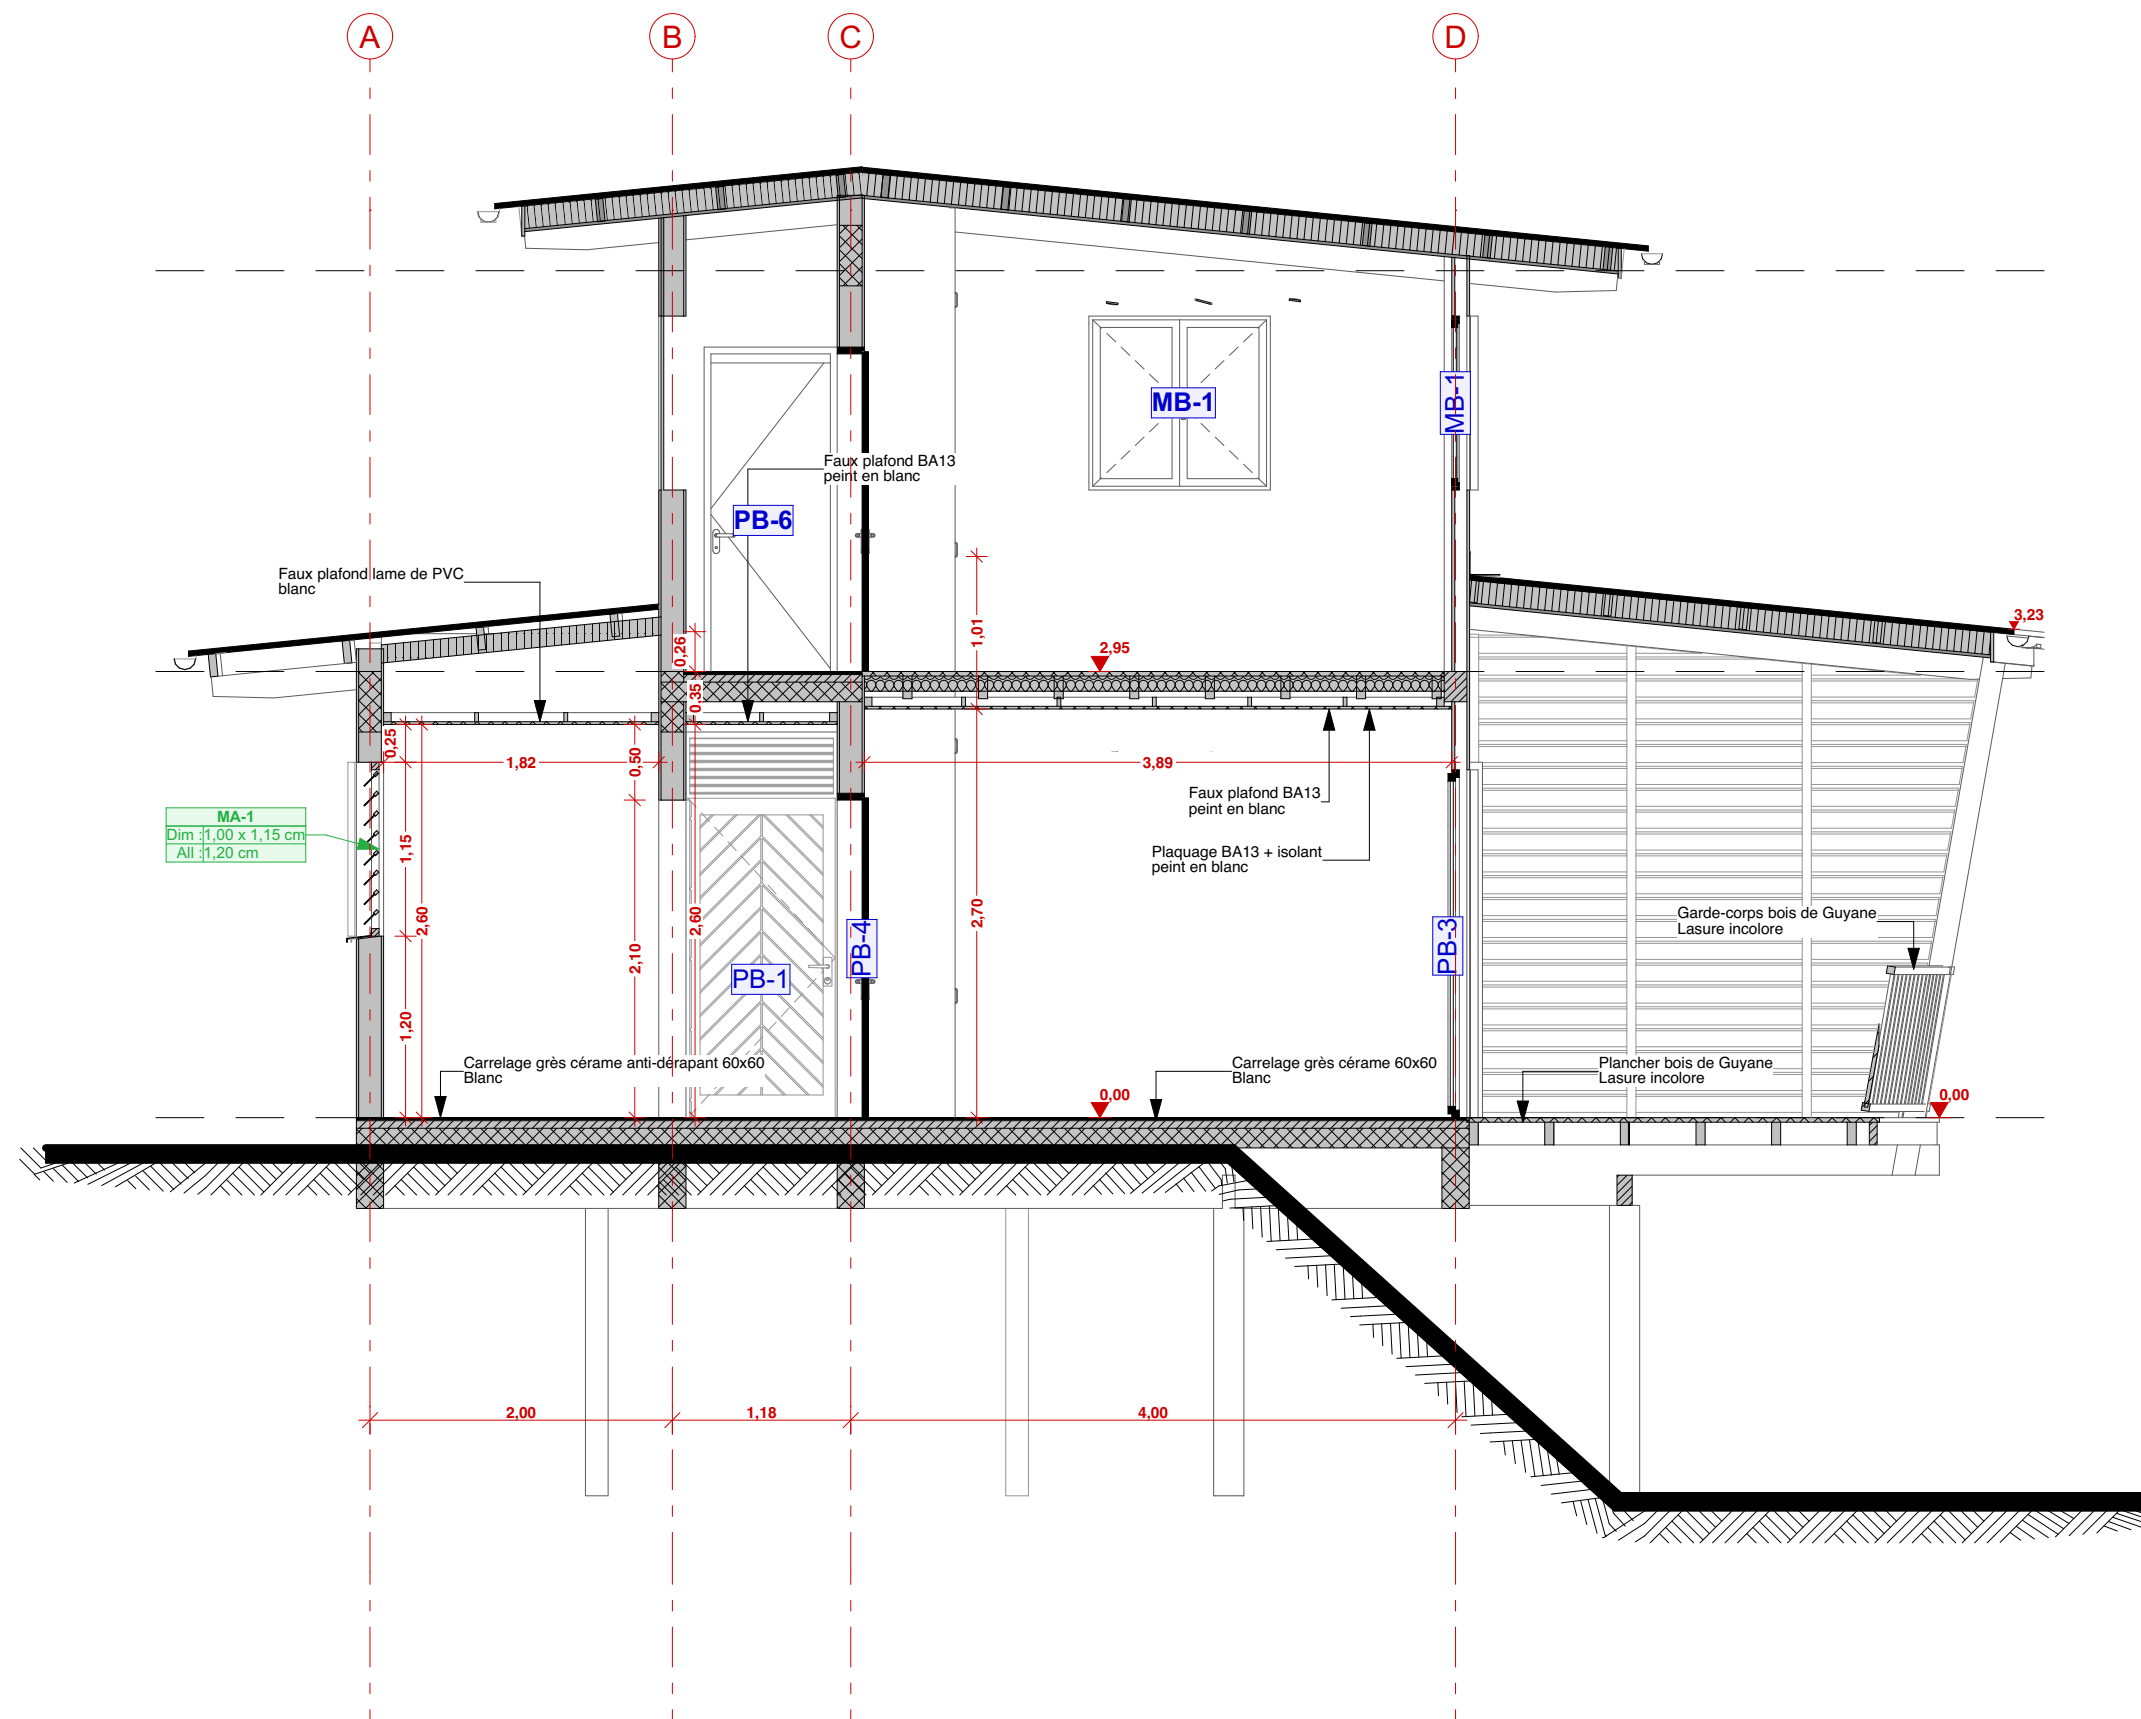 A
B
C
D
MB-1
MB-1
Faux plafond BA13
peint en blanc
PB-6
Faux plafond lame de PVC
blanc
1,01
3,23
0,26
2,95
0,35
0,25
1,82
0,50
3,89
Faux plafond BA13
peint en blanc
MA-1
Dim : 1,00 x 1,15 cm
All : 1,20 cm
1,15
Plaquage BA13 + isolant
peint en blanc
2,60
2,60
2,70
PB-4
PB-3
Garde-corps bois de Guyane
Lasure incolore
2,10
PB-1
1,20
Carrelage grès cérame anti-dérapant 60x60
Blanc
Carrelage grès cérame 60x60
Blanc
Plancher bois de Guyane
Lasure incolore
0,00
0,00
2,00
1,18
4,00